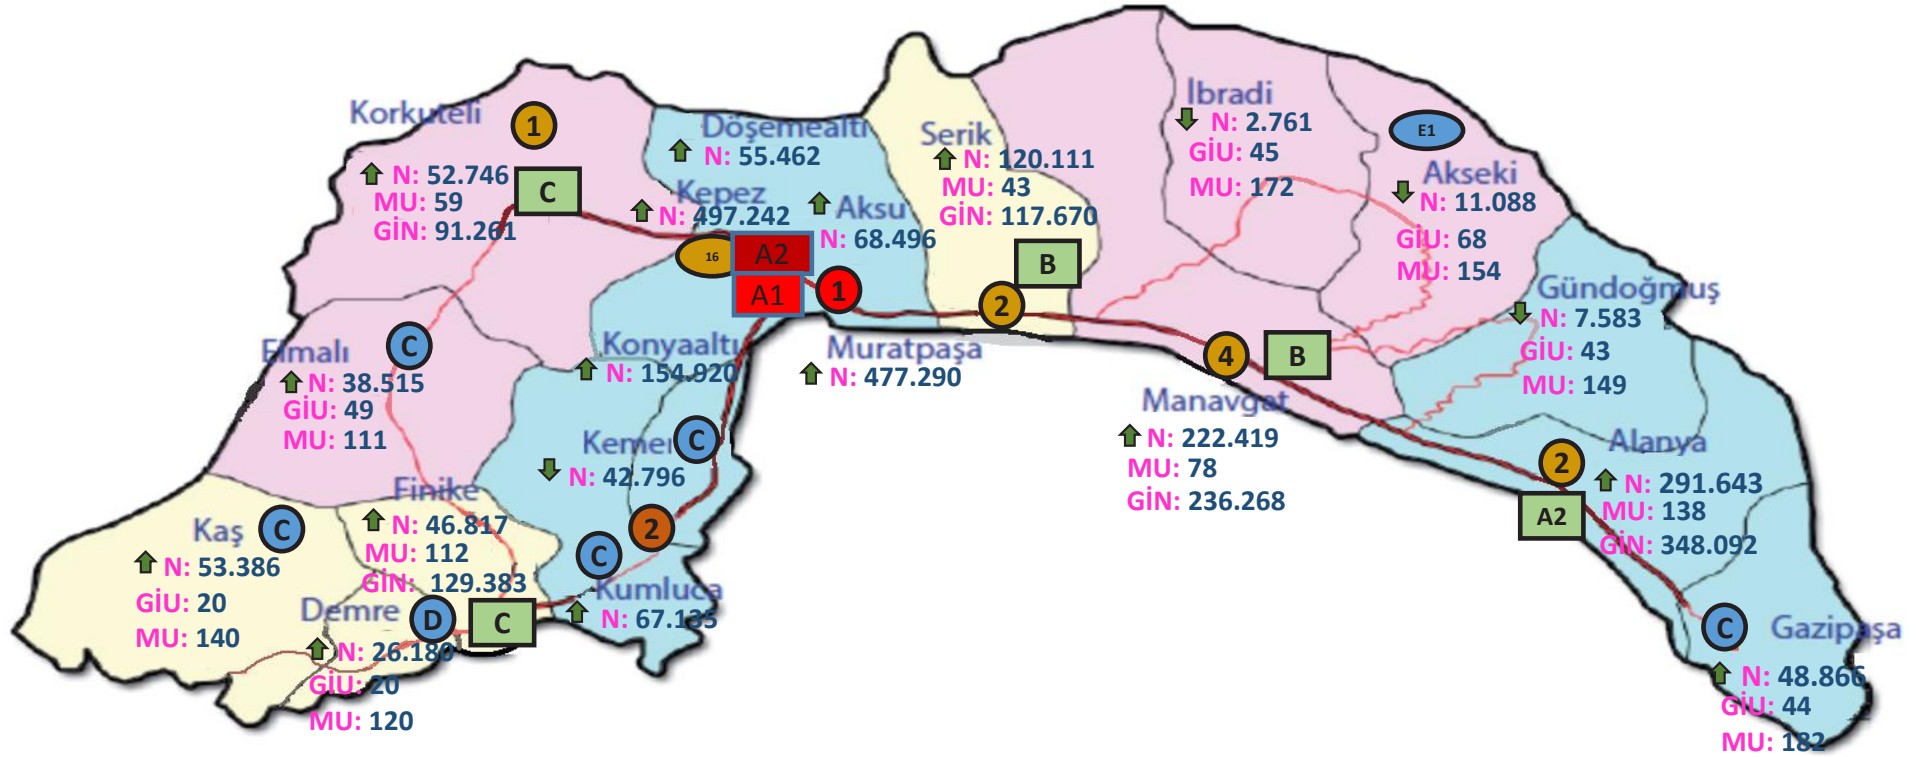 Korkuteli
1
N: 52.746
MU: 59
GİN: 91.261
C
Döşemealtı
N: 55.462
Kepez
N: 497.242
Aksu
N: 68.496
16
A2
A1
1
Serik
N: 120.111
MU: 43
GİN: 117.670
B
2
İbradi
N: 2.761
GİU: 45
MU: 172
E1
Akseki
N: 11.088
GİU: 68
MU: 154
Gündoğmuş
N: 7.583
GİU: 43
MU: 149
Elmalı
C
N: 38.515
GİU: 49
MU: 111
Konyaaltı
N: 154.920
Muratpaşa
N: 477.290
4
B
Manavgat
N: 222.419
MU: 78
GİN: 236.268
Kemer
C
N: 42.796
2
Alanya
2
N: 291.643
MU: 138
GİN: 348.092
A2
Finike
N: 46.817
MU: 112
GİN: 129.383
C
Kaş
C
N: 53.386
GİU: 20
MU: 140
Demre
D
N: 26.180
GİU: 20
MU: 120
C
Kumluca
N: 67.135
C
Gazipaşa
N: 48.866
GİU: 44
MU: 182